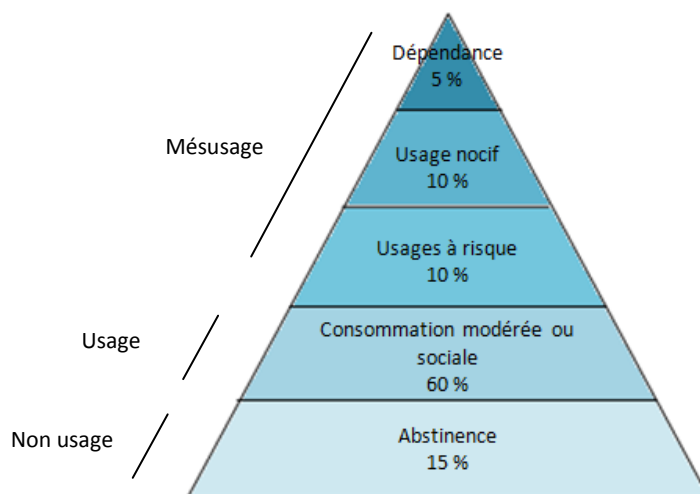 Dépendance
5 %
Mésusage
Usage nocif
10 %
Usages à risque
10 %
Usage
Consommation modérée ou
sociale
60 %
Non usage
Abstinence
15 %